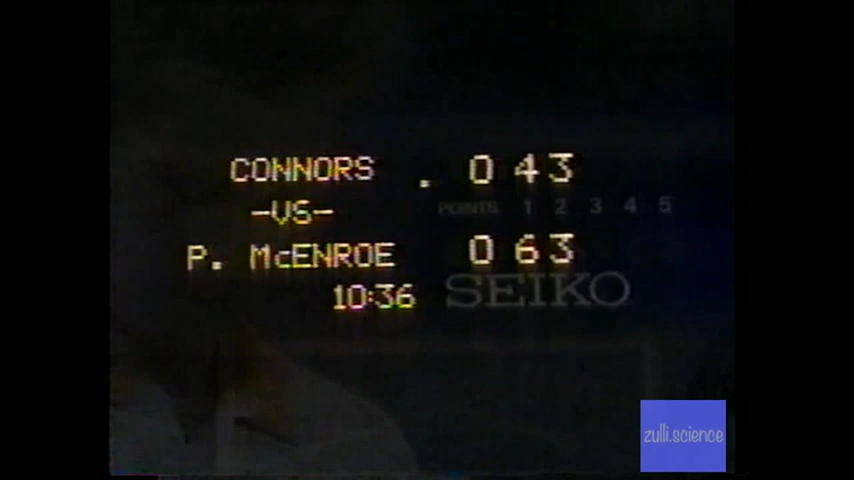 CONNORS . 0 4 3
-VS- POINTS 1 2 3 4 5
P. McENROE 0 6 3
10:36 SEIKO
zulli.science